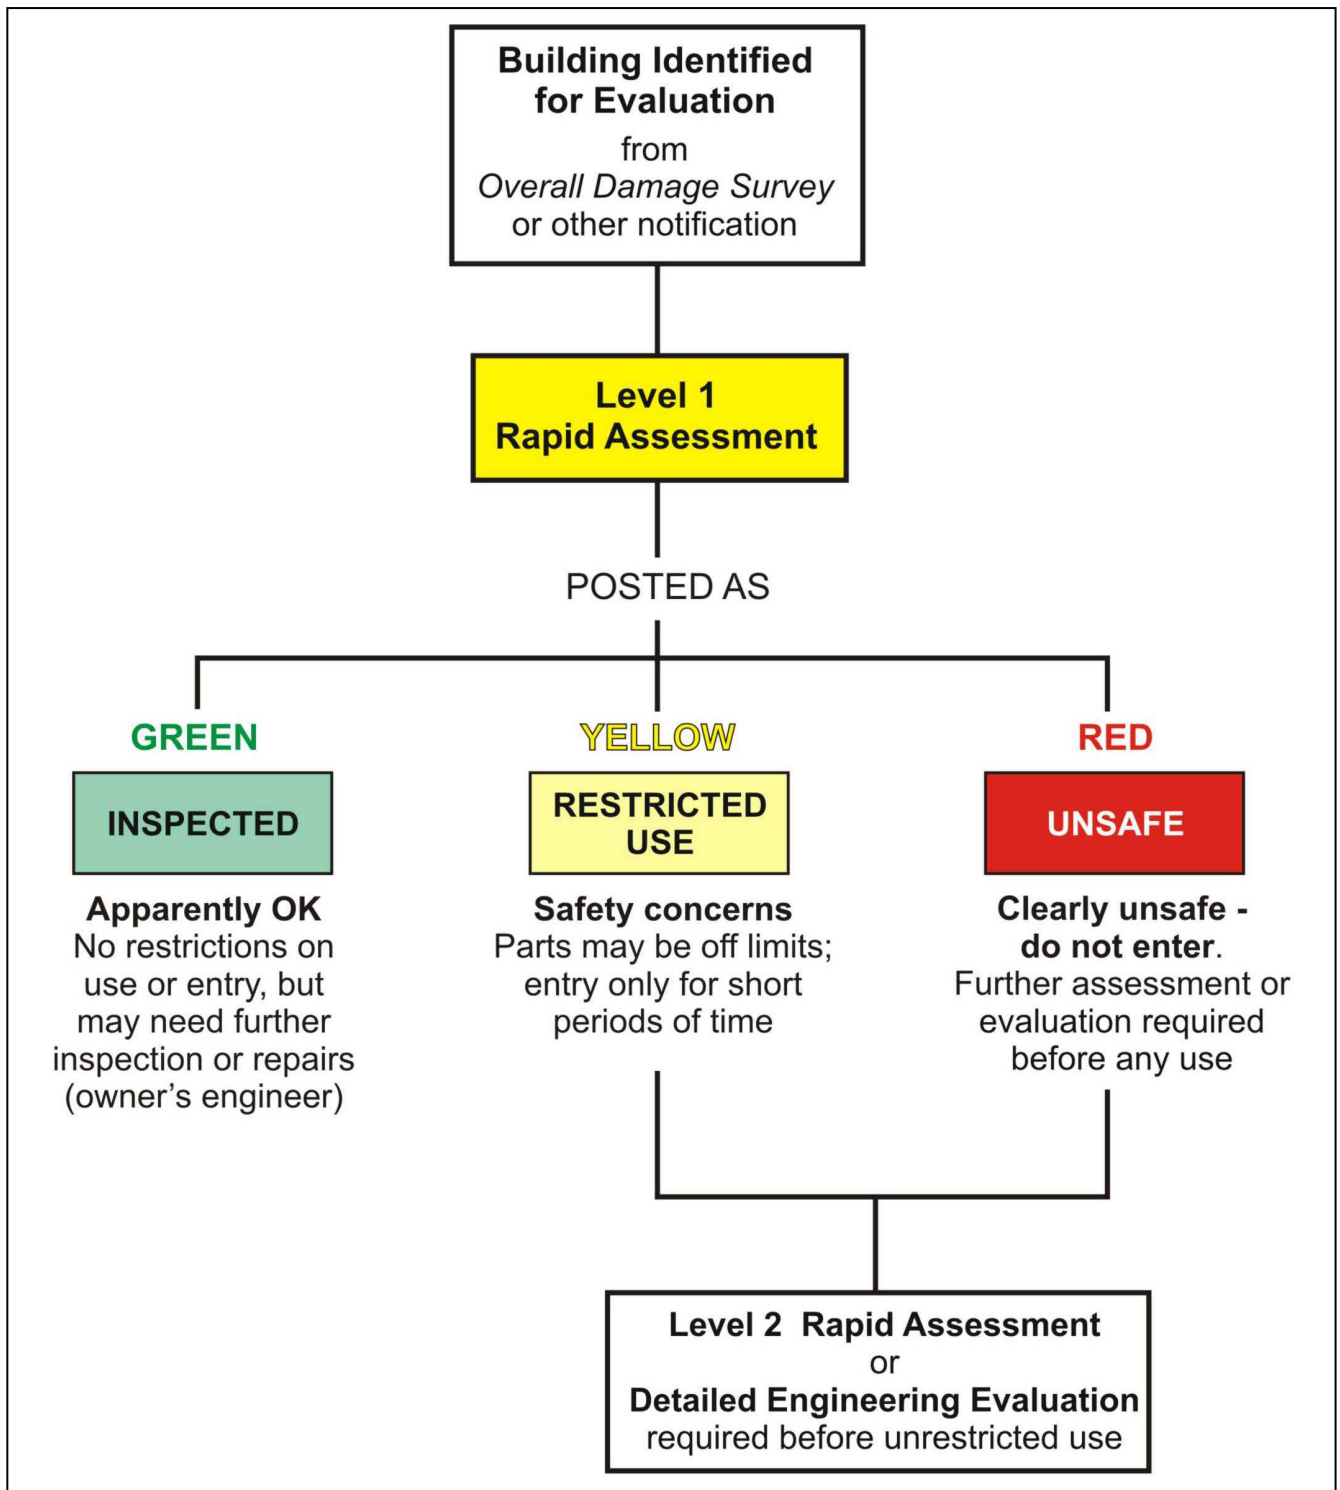 Building Identified
for Evaluation
from
Overall Damage Survey
or other notification
Level 1
Rapid Assessment
POSTED AS
GREEN
INSPECTED
Apparently OK
No restrictions on
use or entry, but
may need further
inspection or repairs
(owner’s engineer)
YELLOW
RESTRICTED
USE
Safety concerns
Parts may be off limits;
entry only for short
periods of time
RED
UNSAFE
Clearly unsafe -
do not enter.
Further assessment or
evaluation required
before any use
Level 2 Rapid Assessment
or
Detailed Engineering Evaluation
required before unrestricted use